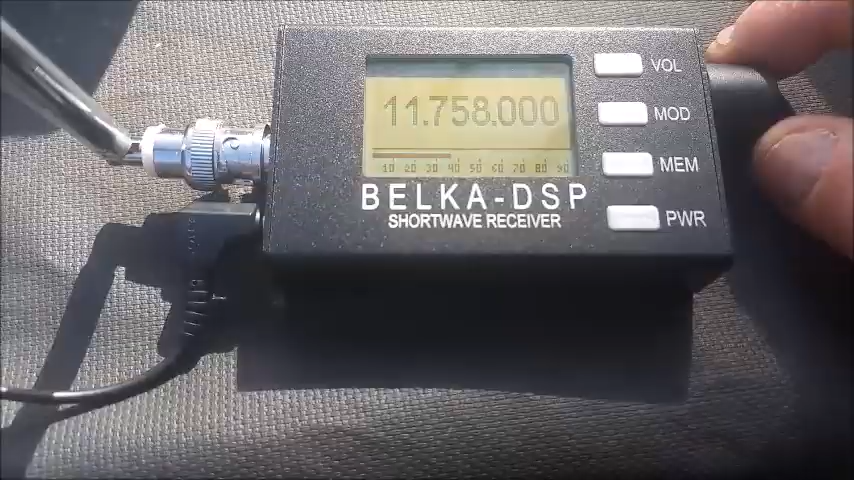 11.758.000
10 20 30 40 50 60 70 80 90
BELKA-DSP
SHORTWAVE RECEIVER
VOL
MOD
MEM
PWR